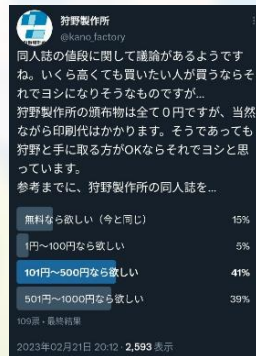 狩野製作所
@kano_factory
同人誌の値段に関して議論があるようです
ね。いくら高くても買いたい人が買うならそ
れでヨシになりそうなものですが...
狩野製作所の頒布物は全て０円ですが、当然
ながら印刷代はかかります。そうであっても
狩野と手に取る方がOKならそれでヨシと思
っています。
参考までに、狩野製作所の同人誌を...
無料なら欲しい（今と同じ） 15%
1円〜100円なら欲しい 5%
101円〜500円なら欲しい 41%
501円〜1000円なら欲しい 39%
109票・最終結果
2023年02月21日 20:12・2,593 表示